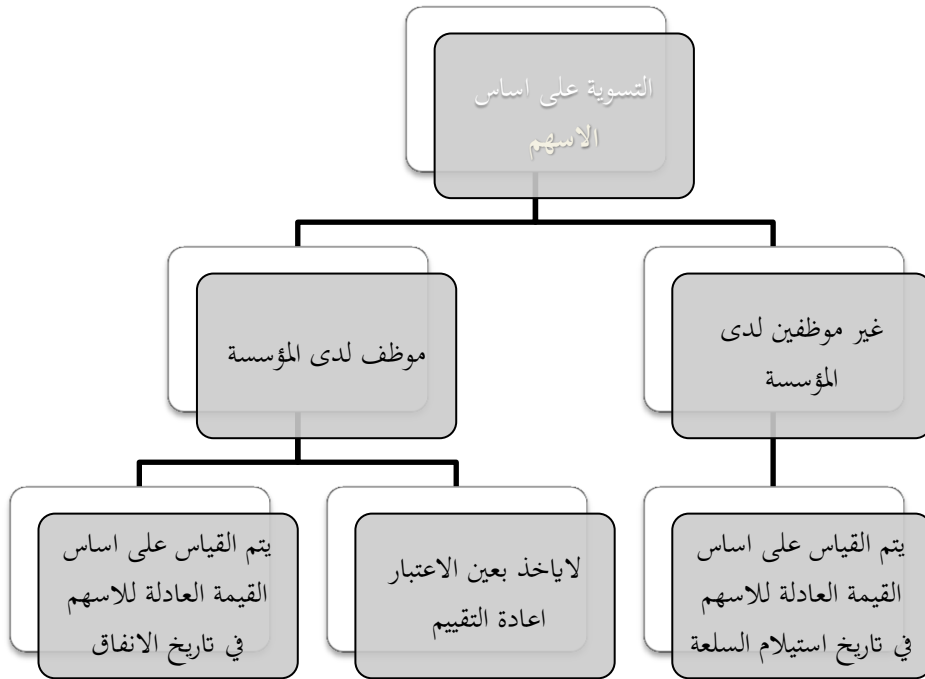 التسوية على اساس
الاسهم
غير موظفين لدى
المؤسسة
موظف لدى المؤسسة
يتم القياس على اساس
القيمة العادلة للاسهم
في تاريخ استيلام السلعة
لاياخذ بعين الاعتبار
اعادة التقييم
يتم القياس على اساس
القيمة العادلة للاسهم
في تاريخ الانفاق